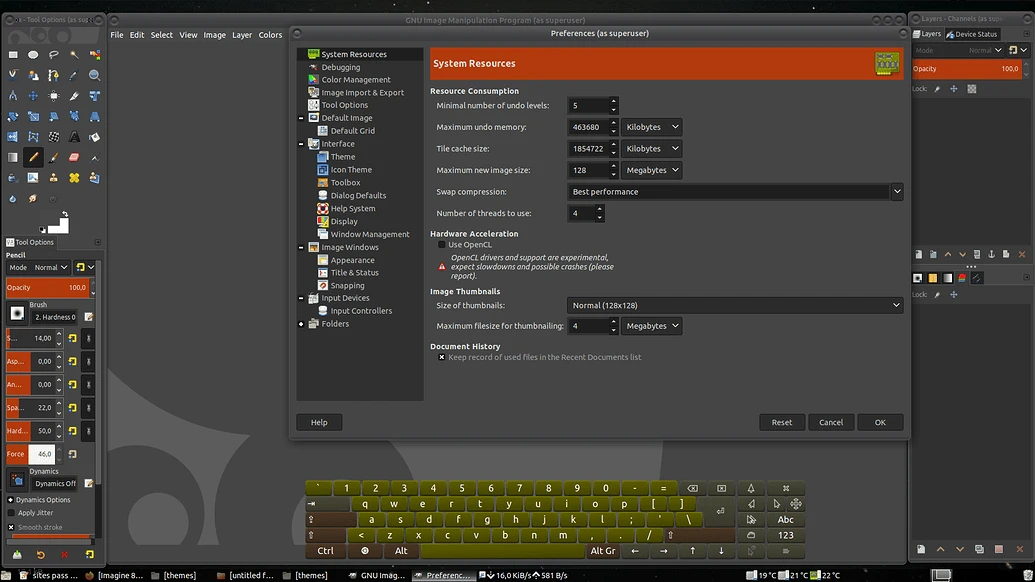 x - Tool Options (as sup
GNU Image Manipulation Program (as superuser)
Layers - Channels (as superuser)
File Edit Select View Image Layer Colors
Preferences (as superuser)
Layers Device Status
Mode Normal
Opacity 100,0
Lock:
System Resources
Debugging
Color Management
Image Import & Export
Tool Options
Default Image
Default Grid
Interface
Theme
Icon Theme
Toolbox
Dialog Defaults
Help System
Display
Window Management
Image Windows
Appearance
Title & Status
Snapping
Input Devices
Input Controllers
Folders
System Resources
Resource Consumption
Minimal number of undo levels: 5
Maximum undo memory: 463680 Kilobytes
Tile cache size: 1854722 Kilobytes
Maximum new image size: 128 Megabytes
Swap compression: Best performance
Number of threads to use: 4
Hardware Acceleration
Use OpenCL
OpenCL drivers and support are experimental,
expect slowdowns and possible crashes (please
report).
Image Thumbnails
Size of thumbnails: Normal (128x128)
Maximum filesize for thumbnailing: 4 Megabytes
Document History
Keep record of used files in the Recent Documents list
Help Reset Cancel OK
Tool Options
Pencil
Mode Normal
Opacity 100,0
Brush
2. Hardness 0
S... 14,00
Asp... 0,00
An... 0,00
Spa... 22,0
Hard... 50,0
Force 46,0
Dynamics
Dynamics Off
Dynamics Options
Apply Jitter
Smooth stroke
Lock:
` 1 2 3 4 5 6 7 8 9 0 - =
q w e r t y u i o p [ ]
a s d f g h j k l ; ' \ Abc
< z x c v b n m , . / 123
Ctrl Alt Alt Gr
sites pass ... [Imagine 8... [themes] [untitled f... [themes] GNU Imag... Preferenc... 16,0 KiB/s 581 B/s 19°C 21°C 22°C